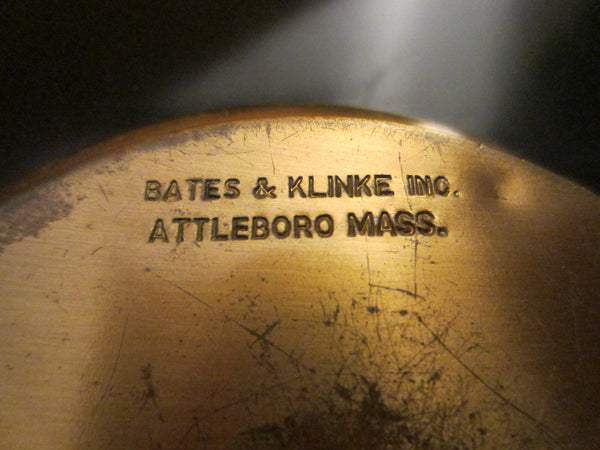 BATES & KLINKE INC.
ATTLEBORO MASS.